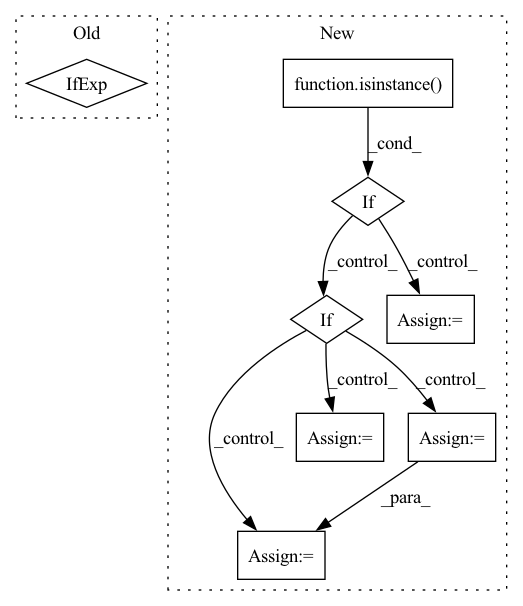 Old
New
IfExp
function.isinstance()
_cond_
If
_control_
_control_
If
Assign:=
_control_
_control_
_control_
Assign:=
Assign:=
_para_
Assign:=